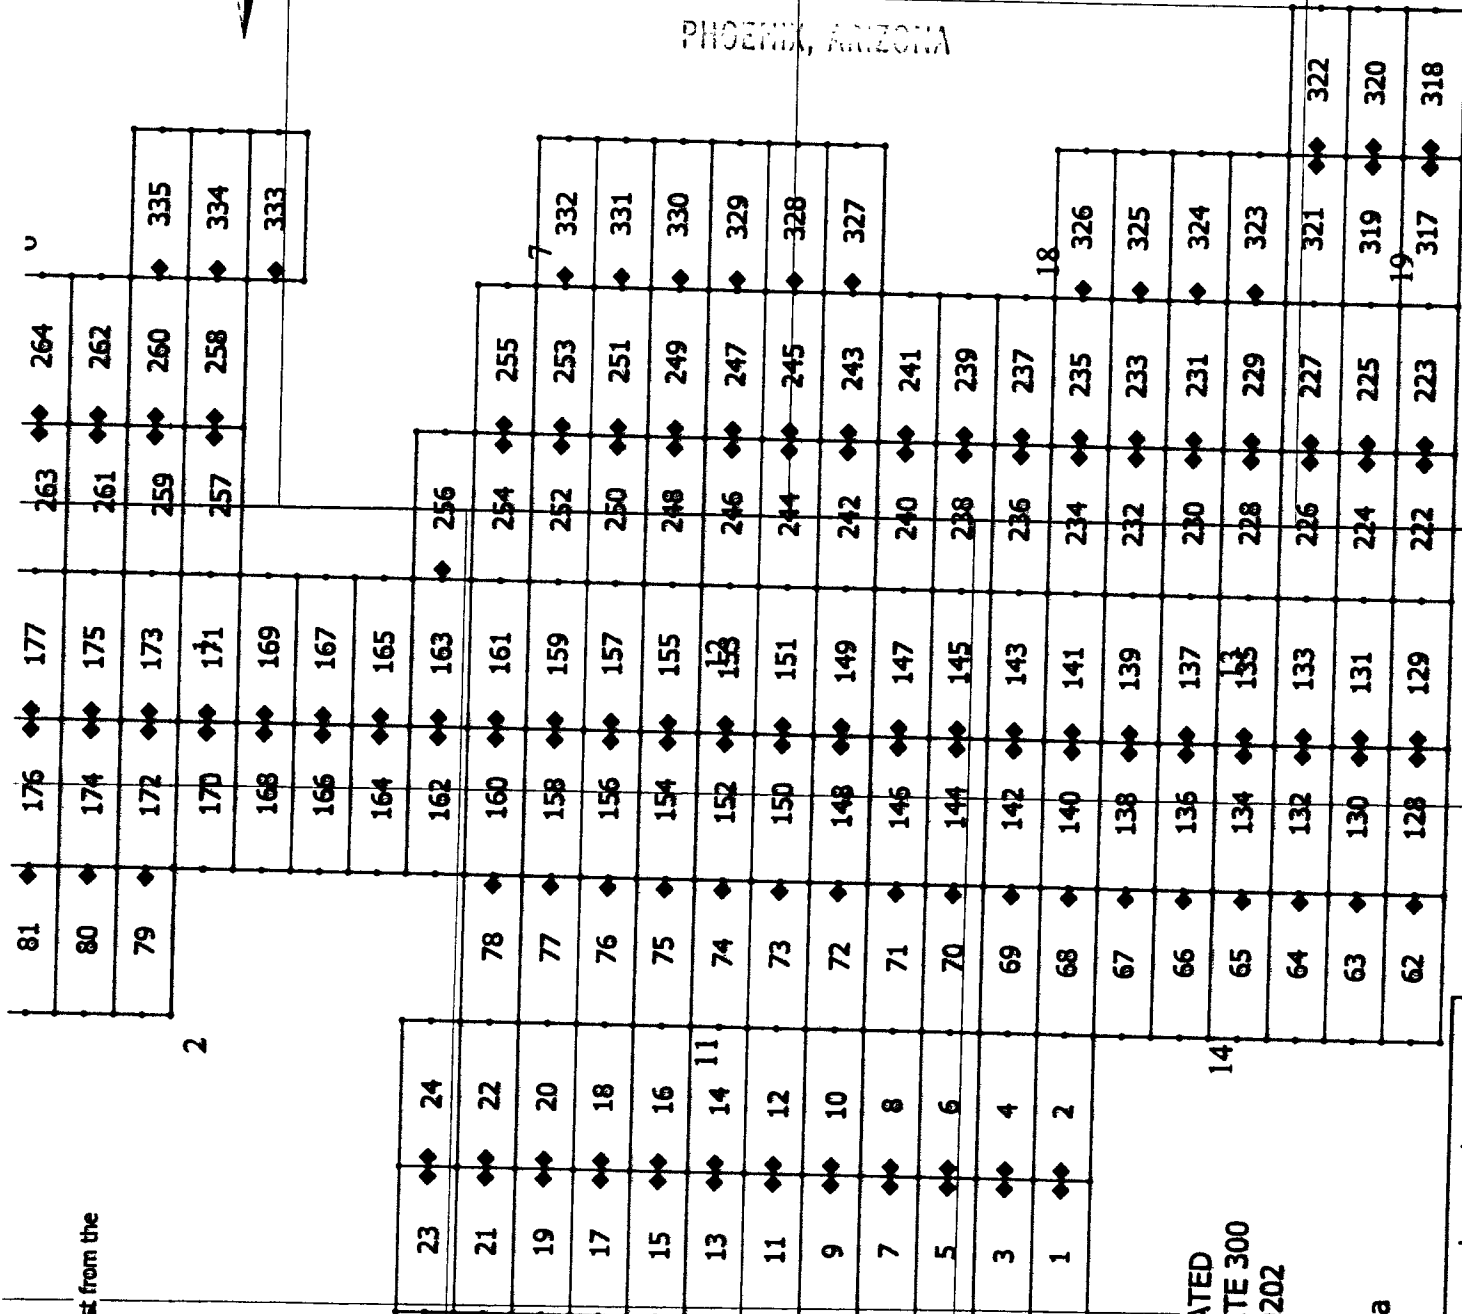 PHOENIX, ARIZONA
322 320 318
335 334 333 332 331 330 329 328 327 326 325 324 323 321 319 317
7 18 19
264 262 260 258 255 253 251 249 247 245 243 241 239 237 235 233 231 229 227 225 223
263 261 259 257 256 254 252 250 248 246 244 242 240 238 236 234 232 230 228 226 224 222
177 175 173 171 169 167 165 163 161 159 157 155 153 151 149 147 145 143 141 139 137 135 133 131 129
12 13
176 174 172 170 168 166 164 162 160 158 156 154 152 150 148 146 144 142 140 138 136 134 132 130 128
81 80 79 78 77 76 75 74 73 72 71 70 69 68 67 66 65 64 63 62
2 11 14
24 22 20 18 16 14 12 10 8 6 4 2
23 21 19 17 15 13 11 9 7 5 3 1
st from the
ATED
TE 300
202
a